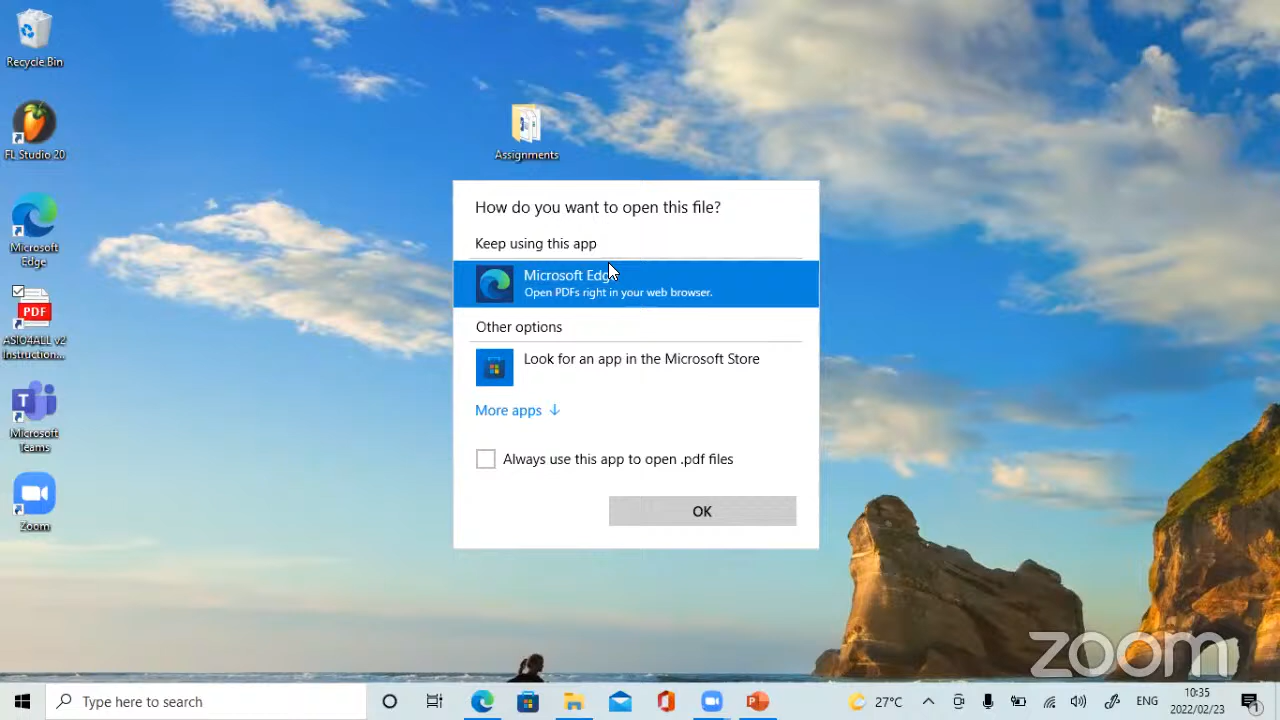 Recycle Bin
FL Studio 20
Microsoft
Edge
PDF
ASIO4ALL v2
Instruction...
Microsoft
Teams
Zoom
Assignments
How do you want to open this file?
Keep using this app
Microsoft Edge
Open PDFs right in your web browser.
Other options
Look for an app in the Microsoft Store
More apps
Always use this app to open .pdf files
OK
zoom
Type here to search
27°C
ENG
10:35
2022/02/23
1